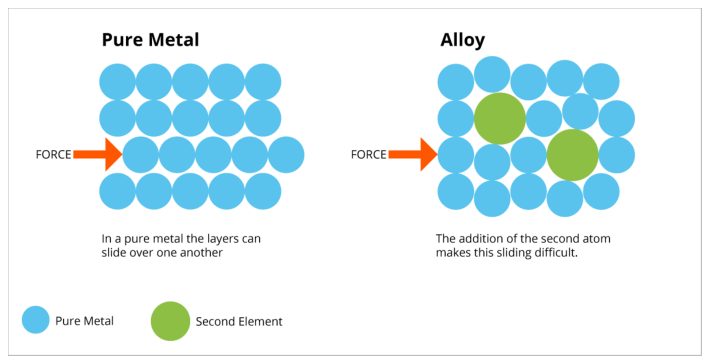 Pure Metal
Alloy
FORCE
FORCE
In a pure metal the layers can
slide over one another
The addition of the second atom
makes this sliding difficult.
Pure Metal
Second Element